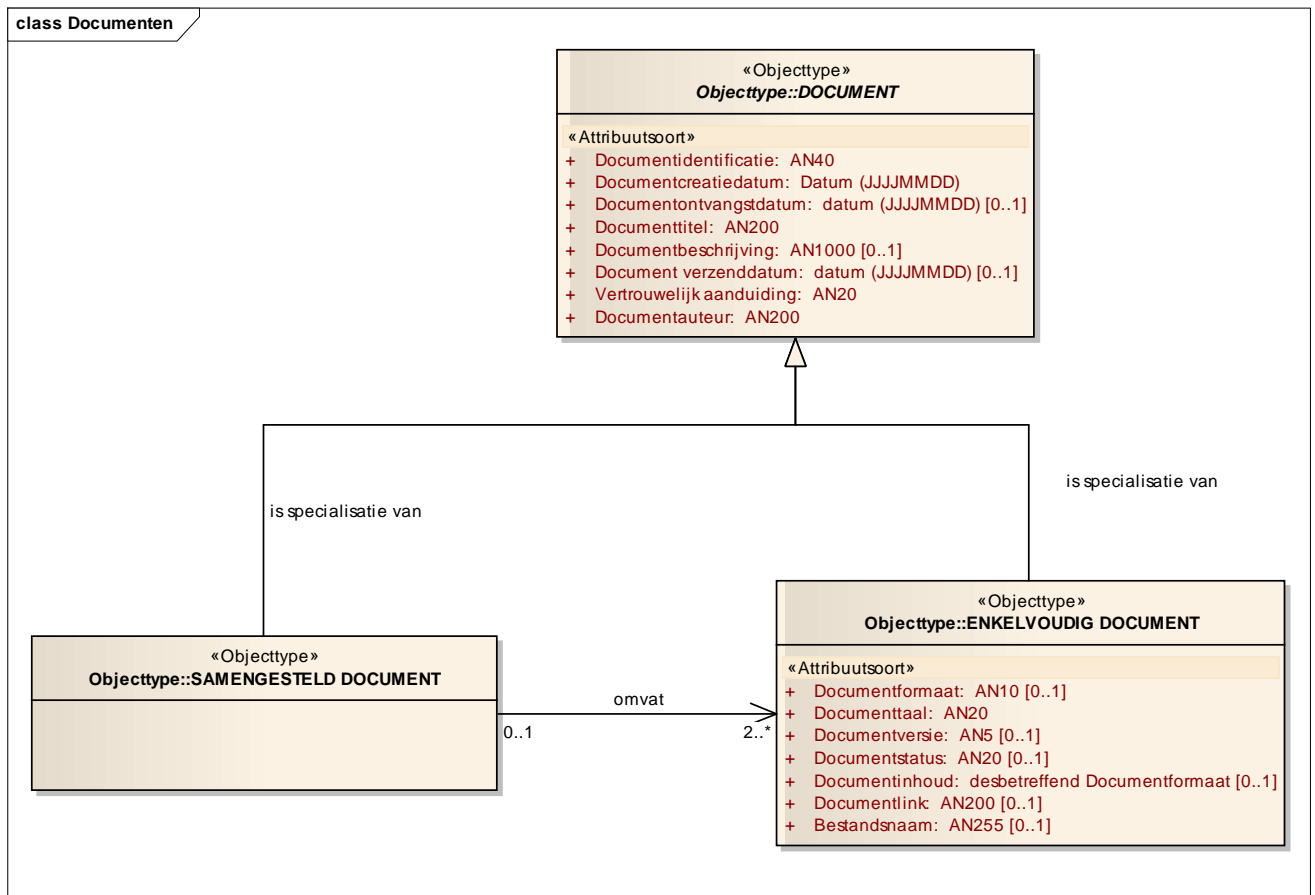 class Documenten
«Objecttype»
Objecttype::DOCUMENT
«Attribuutsoort»
+ Documentidentificatie: AN40
+ Documentcreatiedatum: Datum (JJJJMMDD)
+ Documentontvangstdatum: datum (JJJJMMDD) [0..1]
+ Documenttitel: AN200
+ Documentbeschrijving: AN1000 [0..1]
+ Document verzenddatum: datum (JJJJMMDD) [0..1]
+ Vertrouwelijk aanduiding: AN20
+ Documentauteur: AN200
is specialisatie van
is specialisatie van
«Objecttype»
Objecttype::SAMENGESTELD DOCUMENT
omvat
0..1
2..*
«Objecttype»
Objecttype::ENKELVOUDIG DOCUMENT
«Attribuutsoort»
+ Documentformaat: AN10 [0..1]
+ Documenttaal: AN20
+ Documentversie: AN5 [0..1]
+ Documentstatus: AN20 [0..1]
+ Documentinhoud: desbetreffend Documentformaat [0..1]
+ Documentlink: AN200 [0..1]
+ Bestandsnaam: AN255 [0..1]